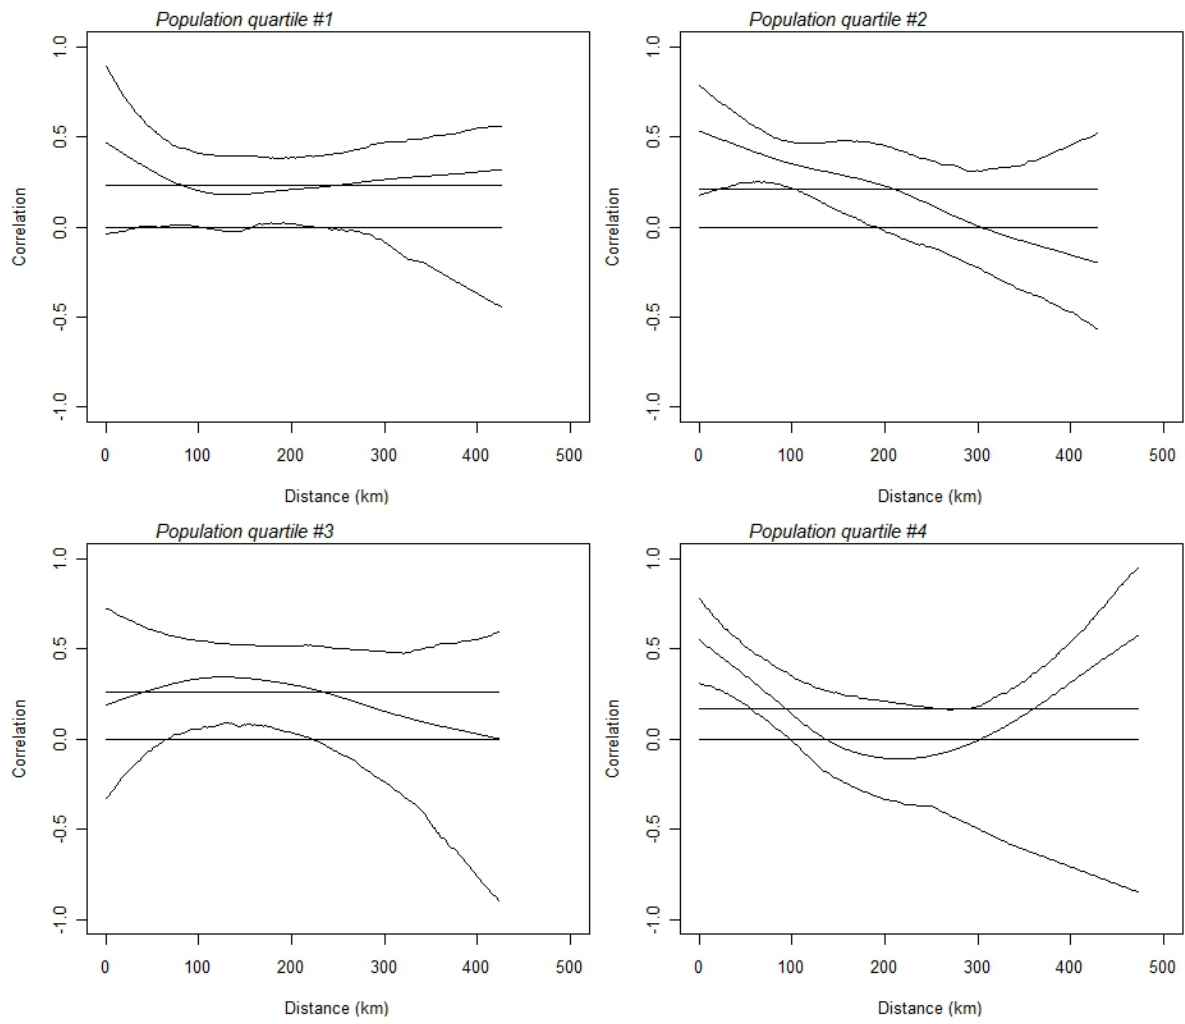 Population quartile #1
1.0
0.5
0.0
-0.5
-1.0
Correlation
0 100 200 300 400 500
Distance (km)
Population quartile #2
1.0
0.5
0.0
-0.5
-1.0
Correlation
0 100 200 300 400 500
Distance (km)
Population quartile #3
1.0
0.5
0.0
-0.5
-1.0
Correlation
0 100 200 300 400 500
Distance (km)
Population quartile #4
1.0
0.5
0.0
-0.5
-1.0
Correlation
0 100 200 300 400 500
Distance (km)